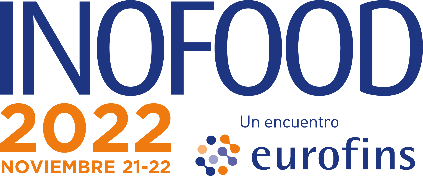 INOFOOD
2022
NOVIEMBRE 21-22
Un encuentro
eurofins